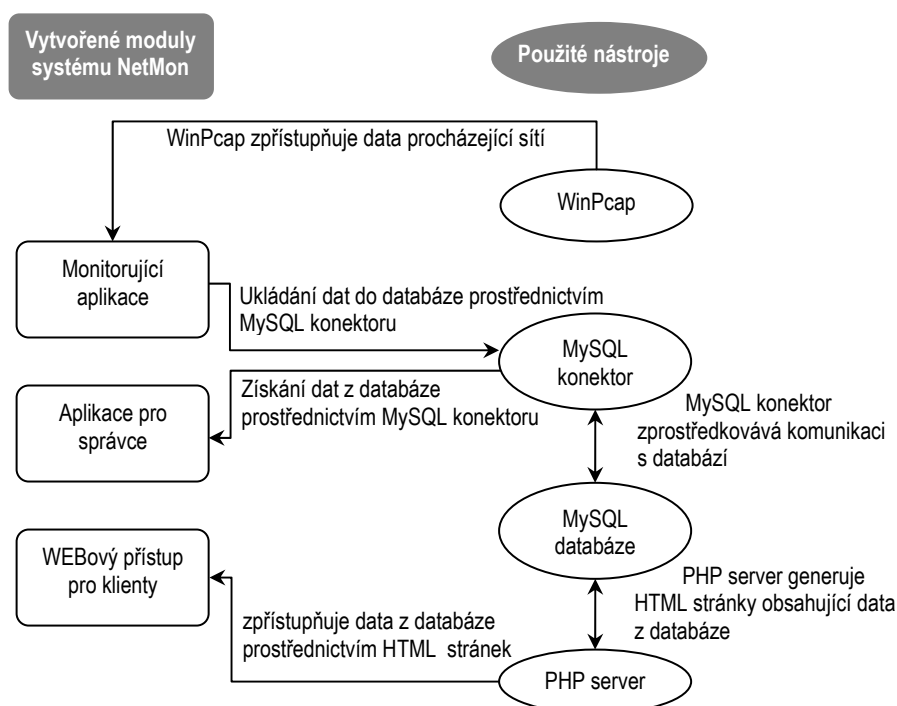 Vytvořené moduly
systému NetMon
Použité nástroje
WinPcap zpřístupňuje data procházející sítí
WinPcap
Monitorující
aplikace
Ukládání dat do databáze prostřednictvím
MySQL konektoru
MySQL
konektor
Získání dat z databáze
prostřednictvím MySQL konektoru
Aplikace pro
správce
MySQL konektor
zprostředkovává komunikaci
s databází
MySQL
databáze
WEBový přístup
pro klienty
PHP server generuje
HTML stránky obsahující data
z databáze
zpřístupňuje data z databáze
prostřednictvím HTML stránek
PHP server